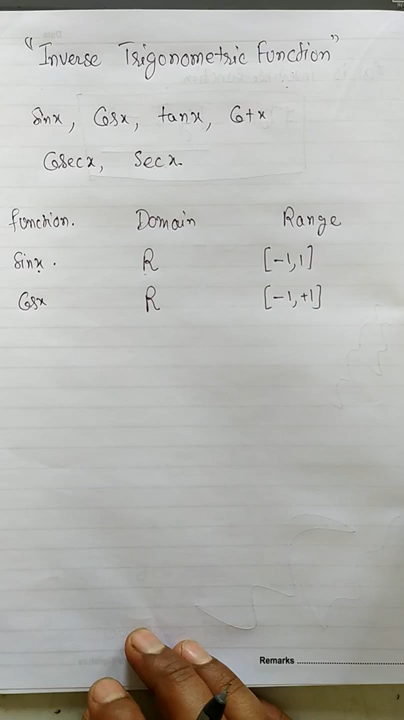 "Inverse Trigonometric Function"
Sinx, Cosx, tanx, Cotx
Cosecx, Secx.
function. Domain Range
Sinx. R [-1,1]
Cosx R [-1,+1]
Remarks